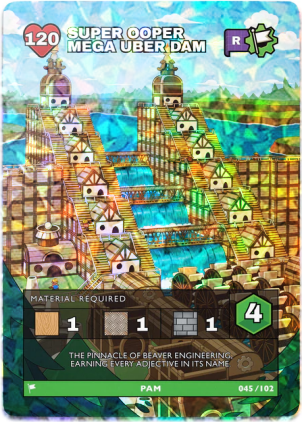 120
SUPER OOPER
MEGA UBER DAM
R
MATERIAL REQUIRED
1 1 1
4
THE PINNACLE OF BEAVER ENGINEERING,
EARNING EVERY ADJECTIVE IN ITS NAME
PAM
045/102